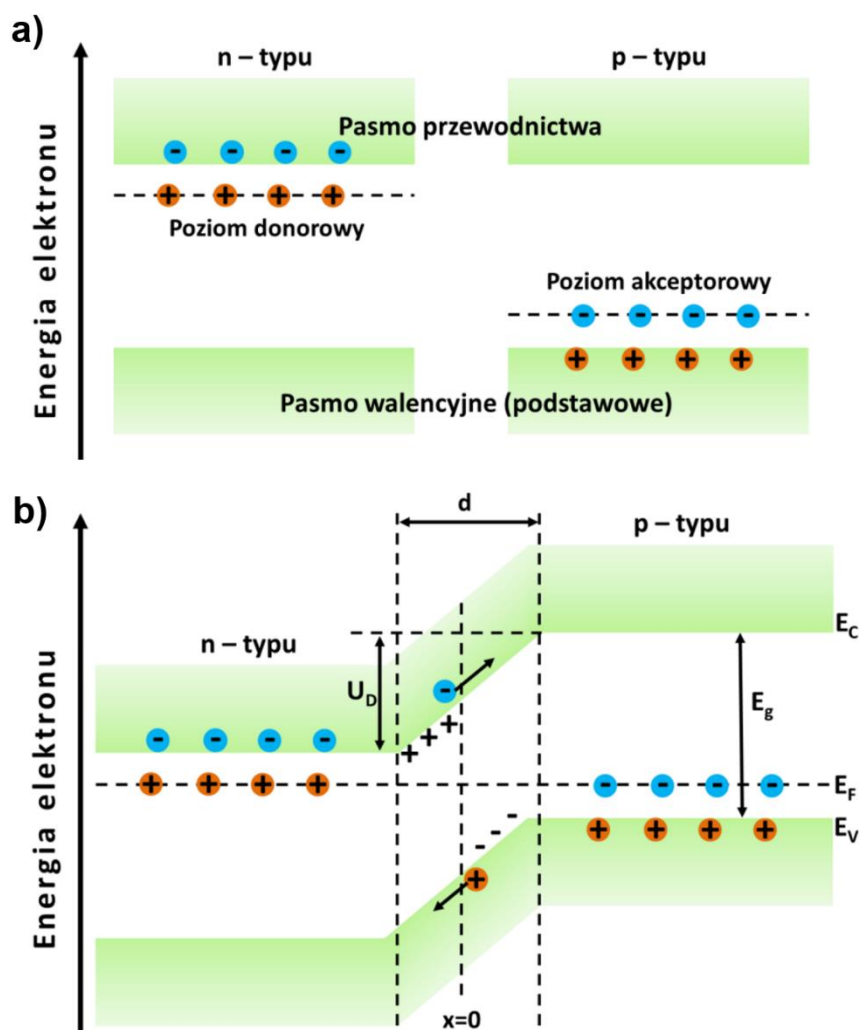 a)
n – typu
p – typu
Pasmo przewodnictwa
- - - -
+ + + +
Poziom donorowy
Poziom akceptorowy
- - - -
+ + + +
Pasmo walencyjne (podstawowe)
Energia elektronu
b)
d
p – typu
n – typu
E_C
U_D
E_g
-
+ + +
- - - -
+ + + +
E_F
- - - -
E_V
+ + + +
- - -
+
Energia elektronu
x=0